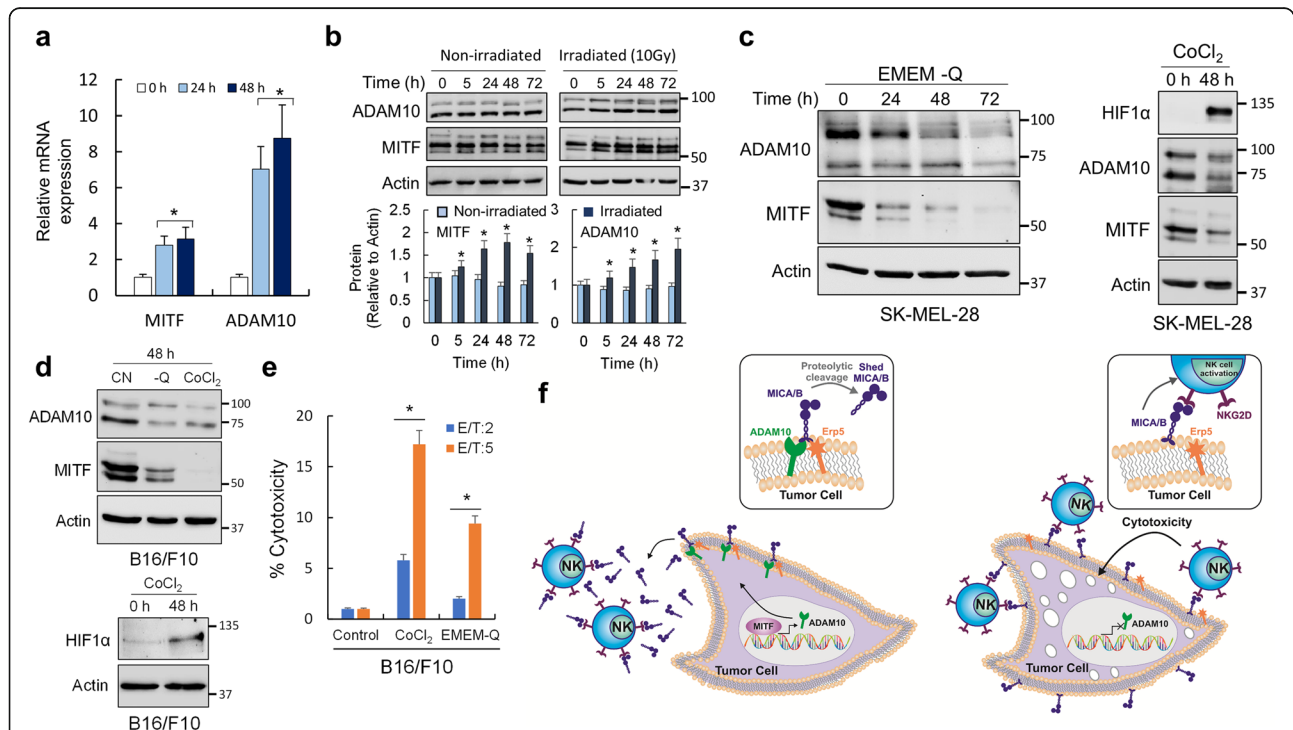 a
0 h 24 h 48 h
12
10
8
6
4
2
0
Relative mRNA
expression
*
*
MITF ADAM10
b
Non-irradiated Irradiated (10Gy)
Time (h) 0 5 24 48 72 0 5 24 48 72
ADAM10
100
MITF
50
Actin
37
2.5
2
1.5
1
0.5
0
Protein
(Relative to Actin)
Non-irradiated
MITF
* * * *
0 5 24 48 72
Time (h)
3
2
1
0
Irradiated
ADAM10
* * * *
0 5 24 48 72
Time (h)
c
EMEM -Q
Time (h) 0 24 48 72
ADAM10
100
75
MITF
50
Actin
37
SK-MEL-28
CoCl2
0 h 48 h
HIF1α
135
ADAM10
100
75
MITF
50
Actin
37
SK-MEL-28
d
48 h
CN -Q CoCl2
ADAM10
100
75
MITF
50
Actin
37
B16/F10
CoCl2
0 h 48 h
HIF1α
135
Actin
37
B16/F10
e
20
15
10
5
0
% Cytotoxicity
E/T:2
E/T:5
*
*
Control CoCl2 EMEM-Q
B16/F10
f
Proteolytic
cleavage
Shed
MICA/B
MICA/B
ADAM10
Erp5
Tumor Cell
NK
NK
MITF
ADAM10
Tumor Cell
NK cell
activation
NKG2D
MICA/B
Erp5
Tumor Cell
NK
Cytotoxicity
NK
NK
ADAM10
Tumor Cell